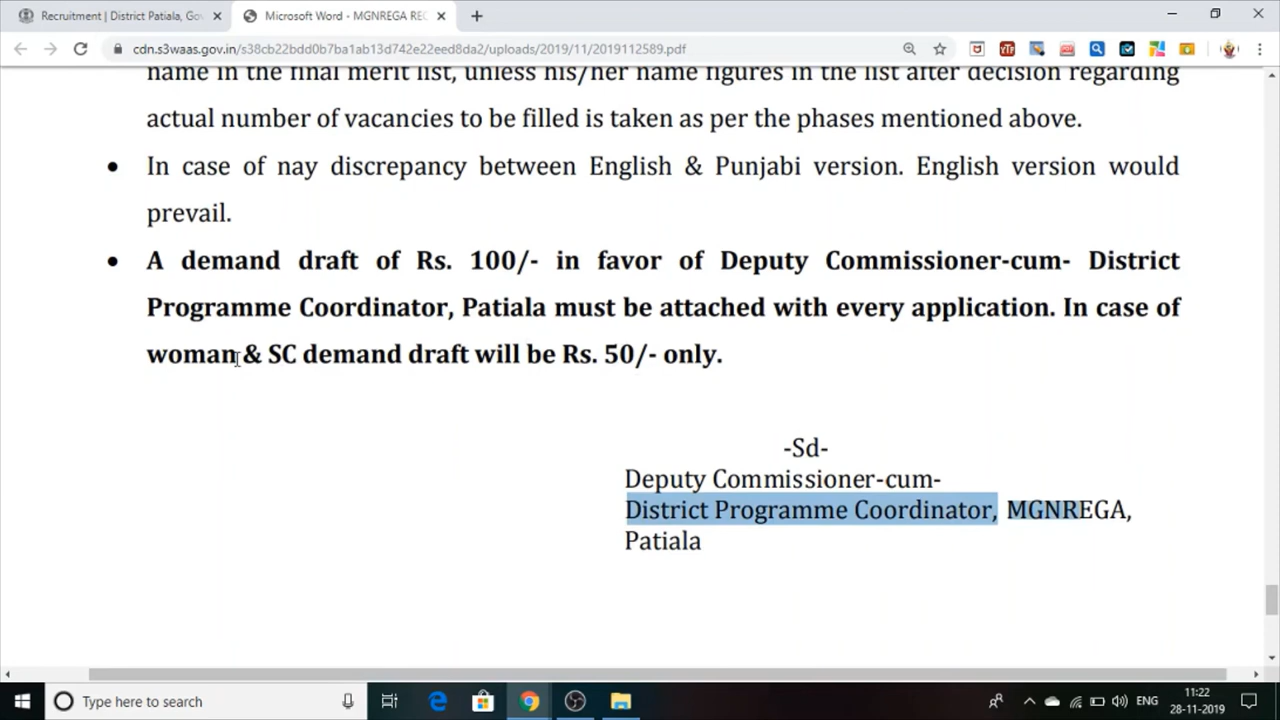 Recruitment | District Patiala, Gov
Microsoft Word - MGNREGA REC
cdn.s3waas.gov.in/s38cb22bdd0b7ba1ab13d742e22eed8da2/uploads/2019/11/2019112589.pdf
name in the final merit list, unless his/her name figures in the list after decision regarding
actual number of vacancies to be filled is taken as per the phases mentioned above.
• In case of nay discrepancy between English & Punjabi version. English version would
prevail.
• A demand draft of Rs. 100/- in favor of Deputy Commissioner-cum- District
Programme Coordinator, Patiala must be attached with every application. In case of
woman & SC demand draft will be Rs. 50/- only.
-Sd-
Deputy Commissioner-cum-
District Programme Coordinator, MGNREGA,
Patiala
Type here to search
ENG
11:22
28-11-2019